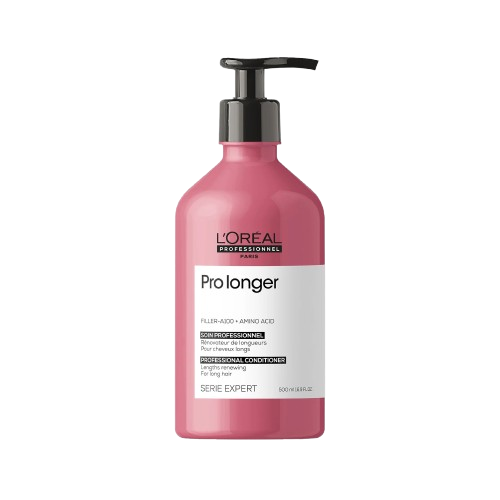 L'ORÉAL
PROFESSIONNEL
PARIS
Pro longer
FILLER-A100 + AMINO ACID
SOIN PROFESSIONNEL
Rénovateur de longueurs
Pour cheveux longs
PROFESSIONAL CONDITIONER
Lengths renewing
For long hair
SERIE EXPERT
500 ml